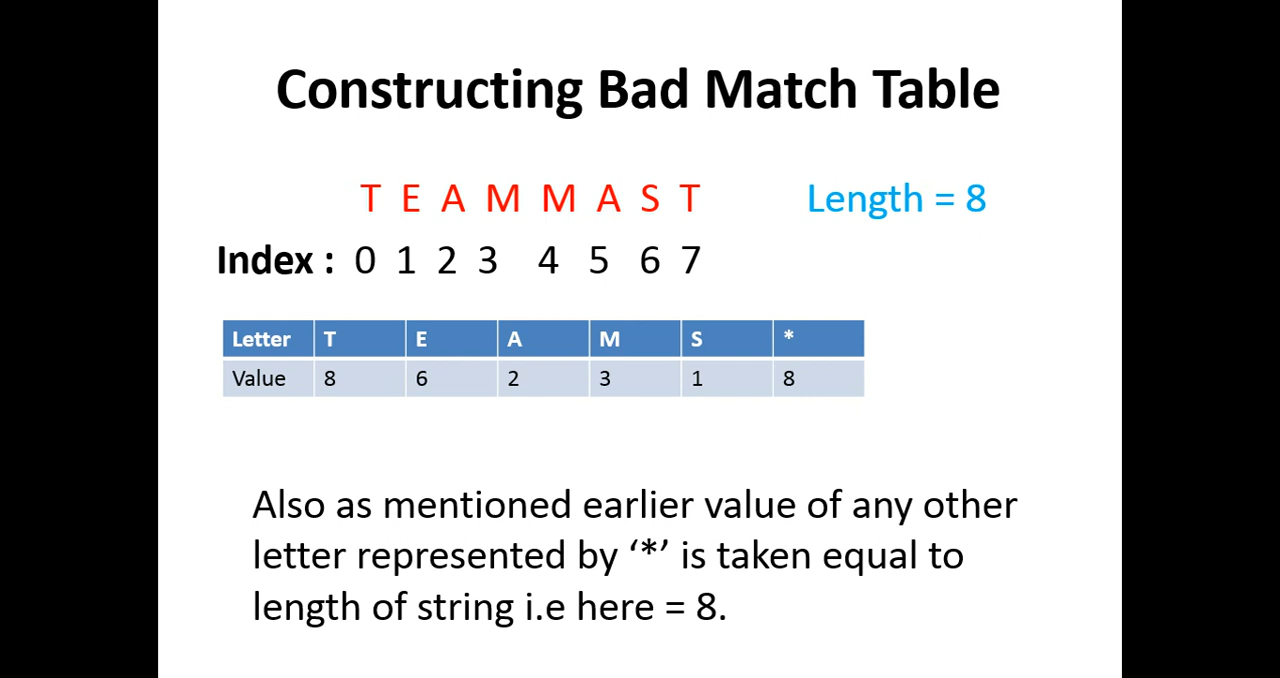 Constructing Bad Match Table
T E A M M A S T Length = 8
Index : 0 1 2 3 4 5 6 7
Letter T E A M S *
Value 8 6 2 3 1 8
Also as mentioned earlier value of any other
letter represented by ‘*’ is taken equal to
length of string i.e here = 8.